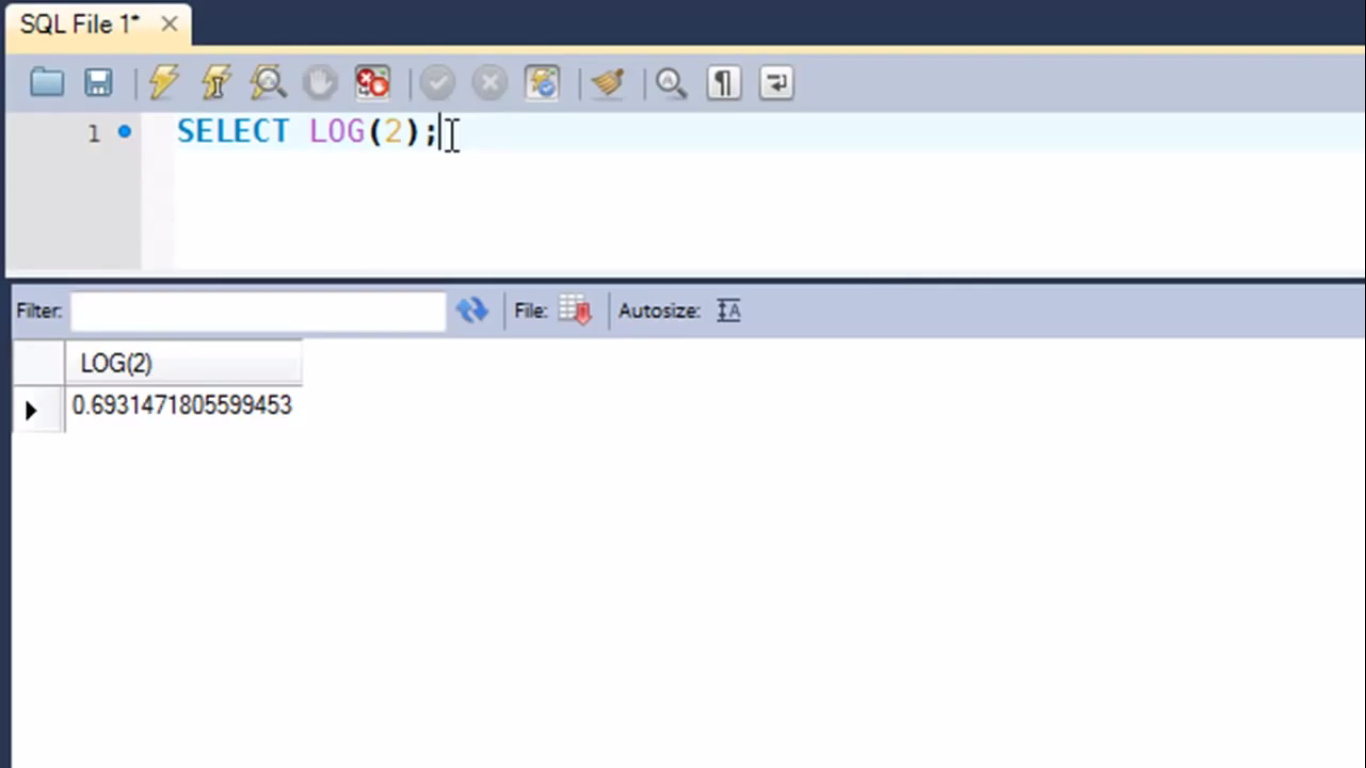 SQL File 1*
1 SELECT LOG(2);
Filter: File: Autosize:
LOG(2)
0.6931471805599453